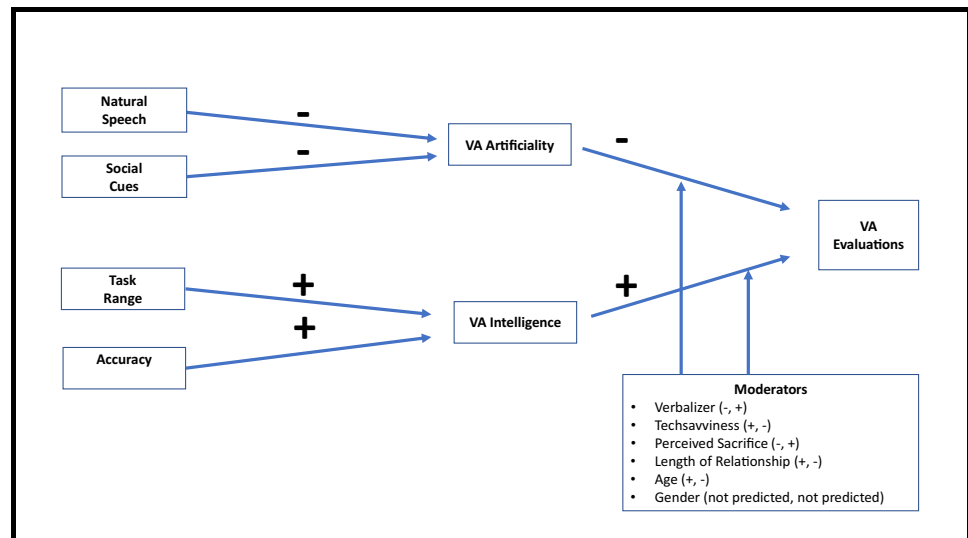 Natural
Speech
-
-
VA Artificiality
-
Social
Cues
VA
Evaluations
Task
Range
+
+
VA Intelligence
+
Accuracy
Moderators
• Verbalizer (-, +)
• Techsavviness (+, -)
• Perceived Sacrifice (-, +)
• Length of Relationship (+, -)
• Age (+, -)
• Gender (not predicted, not predicted)